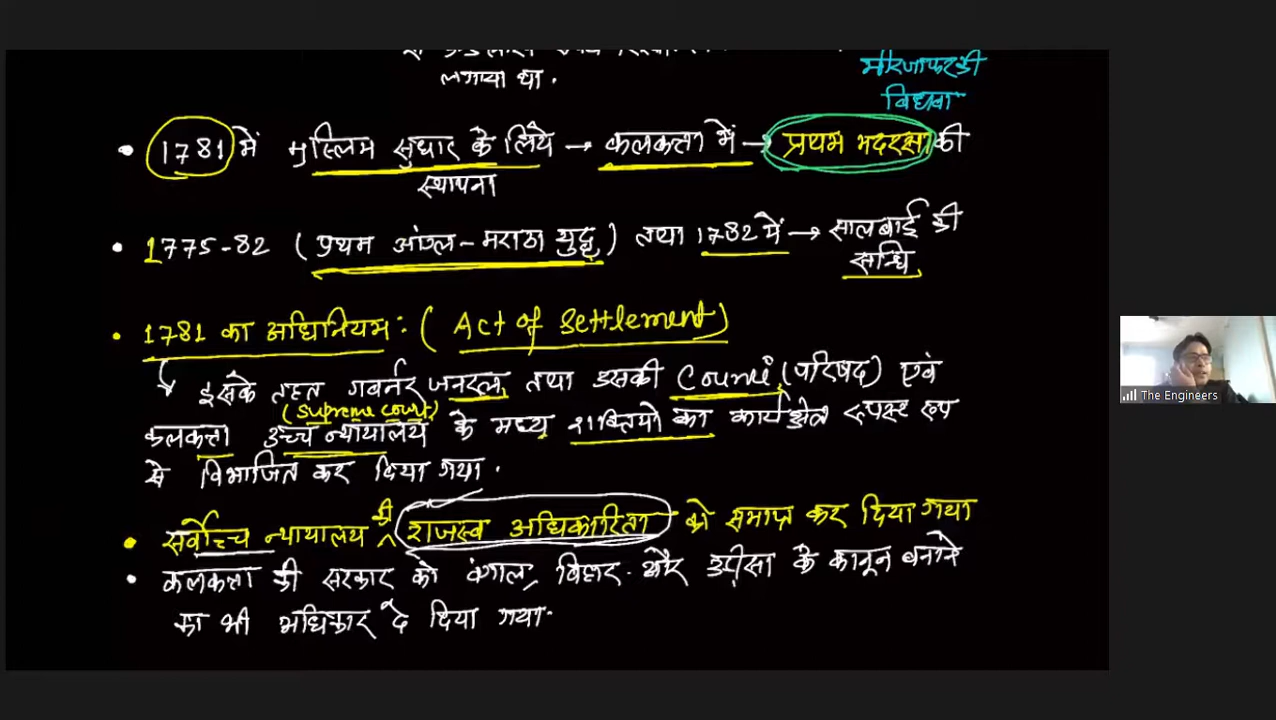 लगाया था.
मीरजाफर की
विधवा
1781 में मुस्लिम सुधार के लिये → कलकत्ता में → प्रथम मदरसा की
स्थापना
1775-82 (प्रथम आंग्ल-मराठा युद्ध) तथा 1782 में → सालबाई की
सन्धि
1781 का अधिनियम: (Act of Settlement)
इसके तहत गवर्नर जनरल, तथा उसकी (परिषद) एवं
(Supreme court)
कलकत्ता उच्च न्यायालय के मध्य शक्तियो का कार्यक्षेत्र रूप
मे विभाजित कर दिया गया.
सर्वोच्च न्यायालय की राजस्व अधिकारिता को समाप्त कर दिया गया
कलकत्ता की सरकार को बंगाल, बिहार. और उड़ीसा के कानून बनाने
का भी अधिकार दे दिया गया.
The Engineers